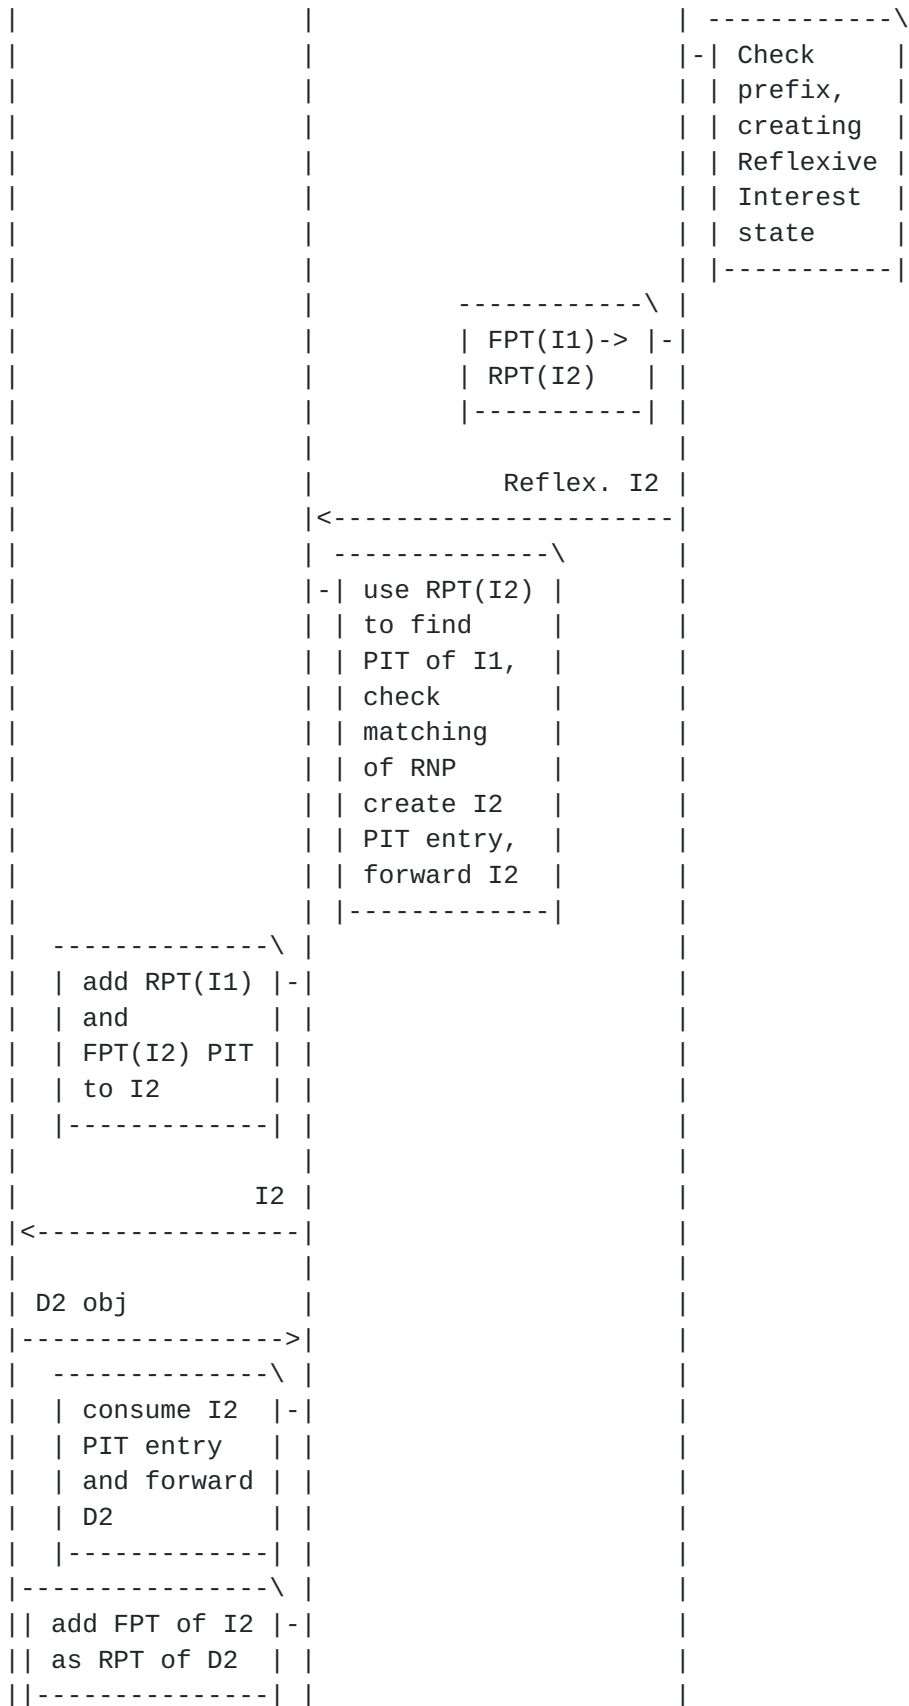 Check
prefix,
creating
Reflexive
Interest
state
FPT(I1)->
RPT(I2)
Reflex. I2
use RPT(I2)
to find
PIT of I1,
check
matching
of RNP
create I2
PIT entry,
forward I2
add RPT(I1)
and
FPT(I2) PIT
to I2
I2
D2 obj
consume I2
PIT entry
and forward
D2
add FPT of I2
as RPT of D2